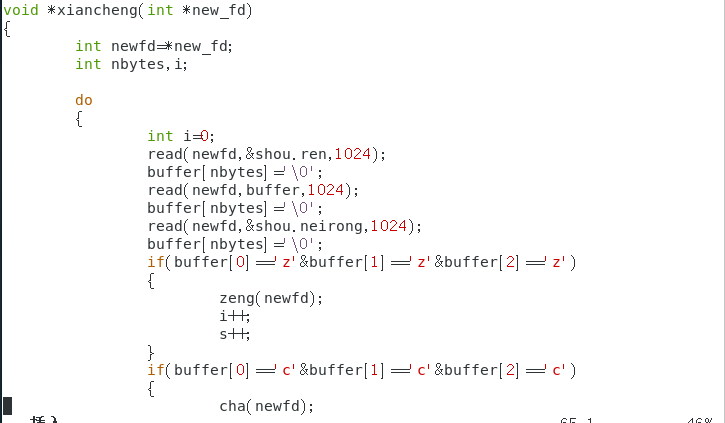 void *xiancheng(int *new_fd)
{
int newfd=*new_fd;
int nbytes,i;
do
{
int i=0;
read(newfd,&shou.ren,1024);
buffer[nbytes]='\0';
read(newfd,buffer,1024);
buffer[nbytes]='\0';
read(newfd,&shou.neirong,1024);
buffer[nbytes]='\0';
if(buffer[0]=='z'&buffer[1]=='z'&buffer[2]=='z')
{
zeng(newfd);
i++;
s++;
}
if(buffer[0]=='c'&buffer[1]=='c'&buffer[2]=='c')
{
cha(newfd);
65,1 46%